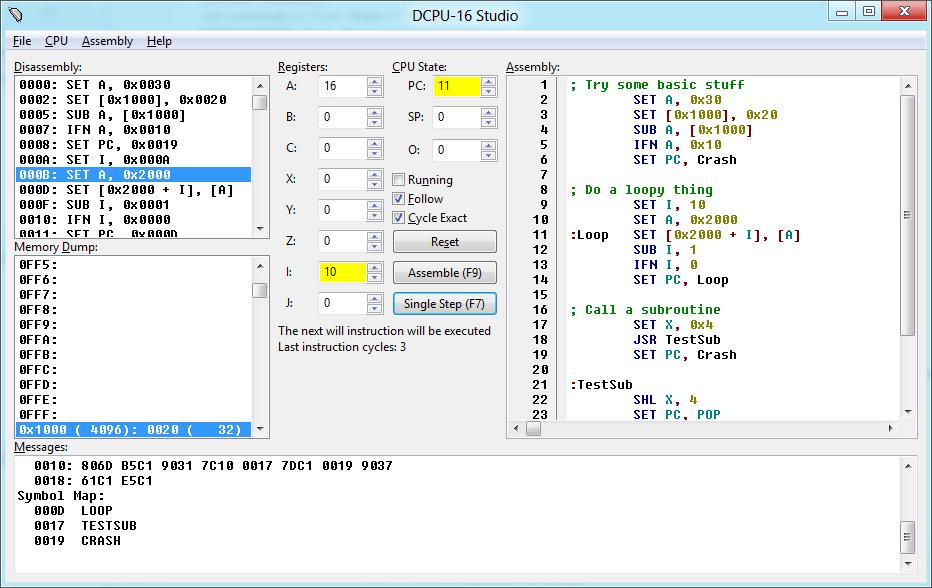 DCPU-16 Studio
File CPU Assembly Help
Disassembly:
0000: SET A, 0x0030
0002: SET [0x1000], 0x0020
0005: SUB A, [0x1000]
0007: IFN A, 0x0010
0008: SET PC, 0x0019
000A: SET I, 0x000A
000B: SET A, 0x2000
000D: SET [0x2000 + I], [A]
000F: SUB I, 0x0001
0010: IFN I, 0x0000
0011: SET PC, 0x000D
Memory Dump:
0FF5:
0FF6:
0FF7:
0FF8:
0FF9:
0FFA:
0FFB:
0FFC:
0FFD:
0FFE:
0FFF:
0x1000 ( 4096): 0020 (   32)
Registers:
A: 16
B: 0
C: 0
X: 0
Y: 0
Z: 0
I: 10
J: 0
CPU State:
PC: 11
SP: 0
O: 0
Running
Follow
Cycle Exact
Reset
Assemble (F9)
Single Step (F7)
The next will instruction will be executed
Last instruction cycles: 3
Assembly:
1 ; Try some basic stuff
2 SET A, 0x30
3 SET [0x1000], 0x20
4 SUB A, [0x1000]
5 IFN A, 0x10
6 SET PC, Crash
7
8 ; Do a loopy thing
9 SET I, 10
10 SET A, 0x2000
11 :Loop SET [0x2000 + I], [A]
12 SUB I, 1
13 IFN I, 0
14 SET PC, Loop
15
16 ; Call a subroutine
17 SET X, 0x4
18 JSR TestSub
19 SET PC, Crash
20
21 :TestSub
22 SHL X, 4
23 SET PC, POP
Messages:
0010: 806D B5C1 9031 7C10 0017 7DC1 0019 9037
0018: 61C1 E5C1
Symbol Map:
000D LOOP
0017 TESTSUB
0019 CRASH